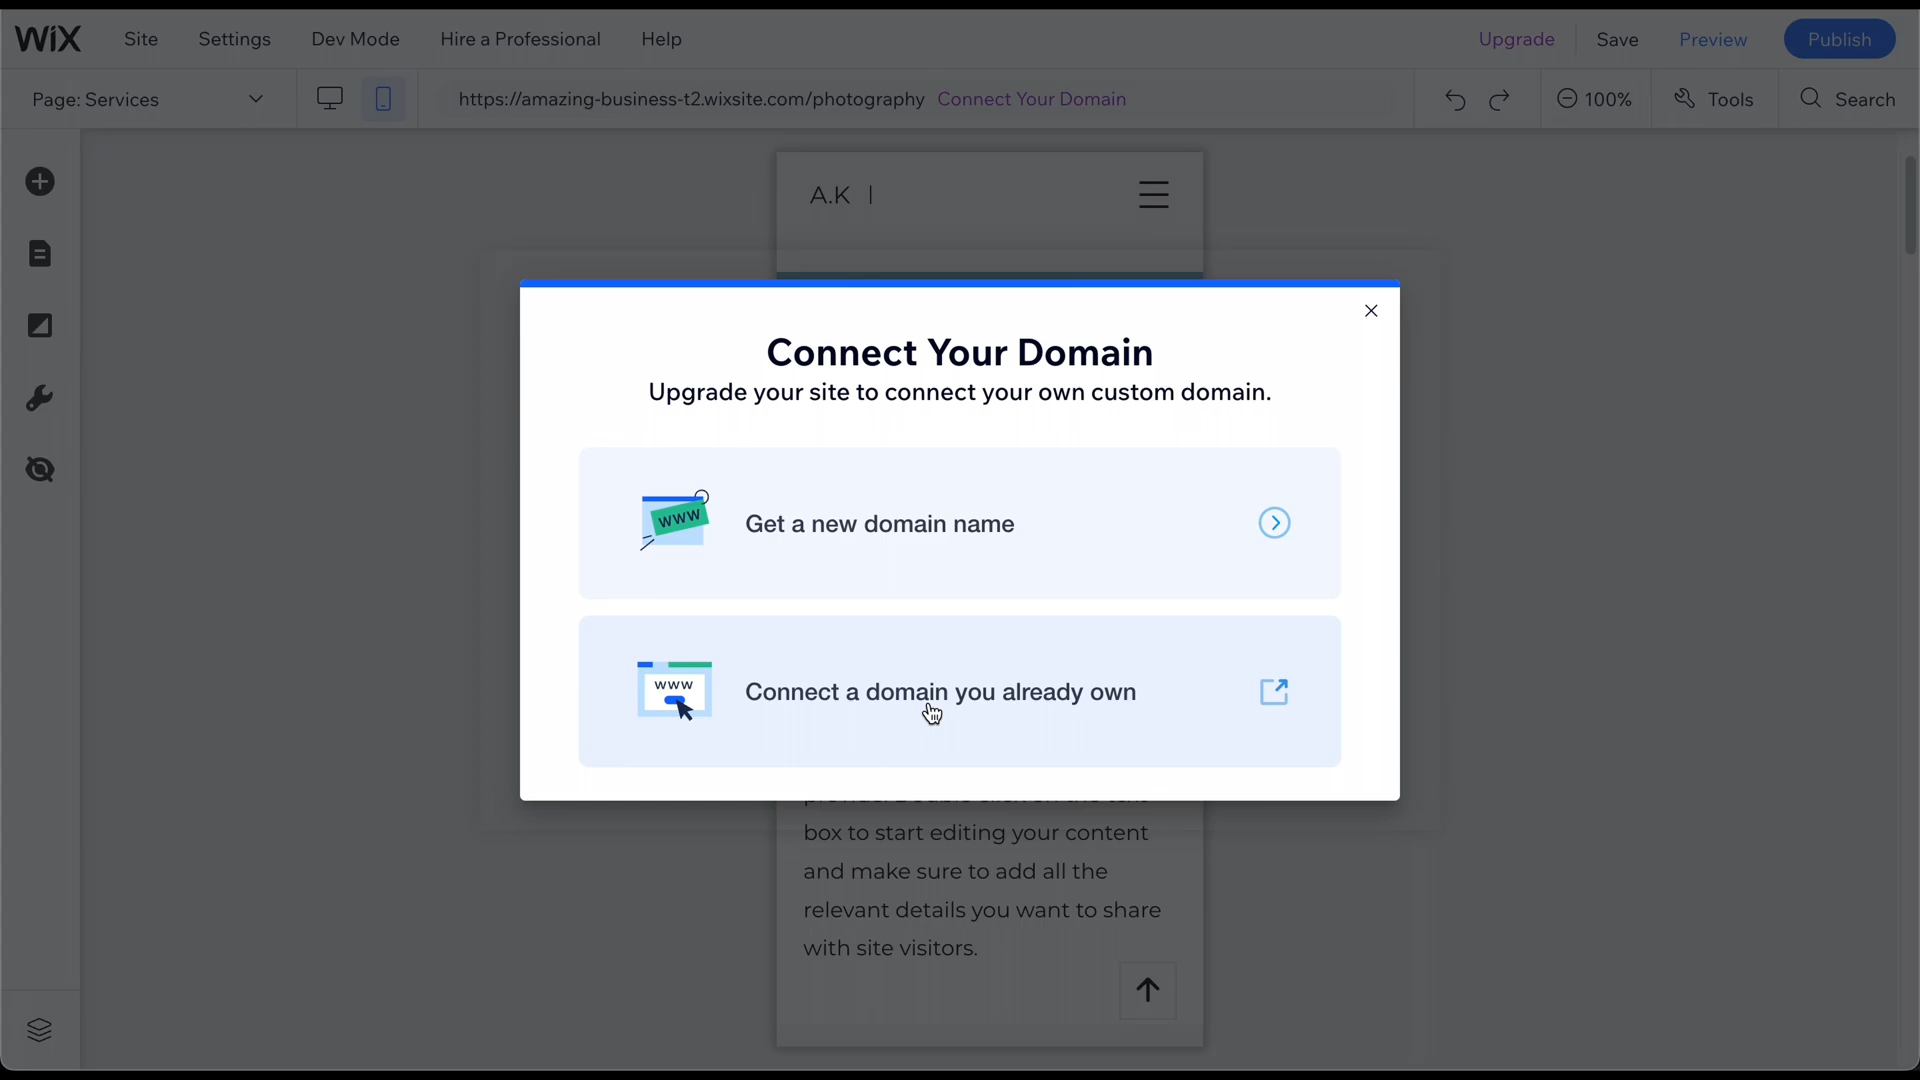 WiX Site Settings Dev Mode Hire a Professional Help Upgrade Save Preview Publish
Page: Services https://amazing-business-t2.wixsite.com/photography Connect Your Domain 100% Tools Search
A.K |
Connect Your Domain
Upgrade your site to connect your own custom domain.
www Get a new domain name
www Connect a domain you already own
box to start editing your content
and make sure to add all the
relevant details you want to share
with site visitors.